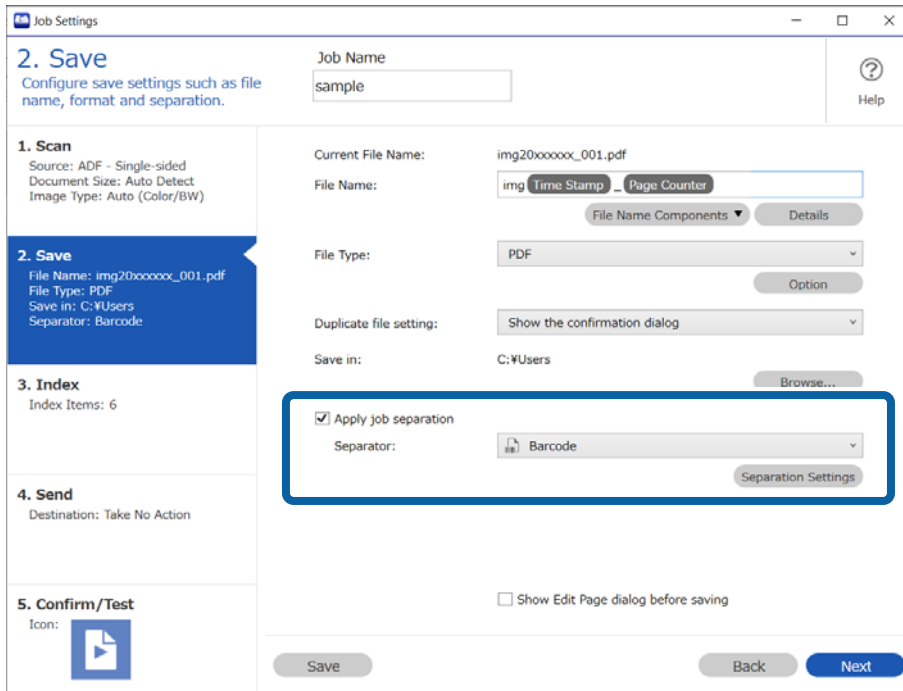 Job Settings
2. Save
Configure save settings such as file
name, format and separation.
Job Name
sample
Help
1. Scan
Source: ADF - Single-sided
Document Size: Auto Detect
Image Type: Auto (Color/BW)
2. Save
File Name: img20xxxxxx_001.pdf
File Type: PDF
Save in: C:¥Users
Separator: Barcode
3. Index
Index Items: 6
4. Send
Destination: Take No Action
5. Confirm/Test
Icon:
Current File Name: img20xxxxxx_001.pdf
File Name: img Time Stamp _ Page Counter
File Name Components ▼ Details
File Type: PDF
Option
Duplicate file setting: Show the confirmation dialog
Save in: C:¥Users
Browse...
Apply job separation
Separator: Barcode
Separation Settings
Show Edit Page dialog before saving
Save Back Next